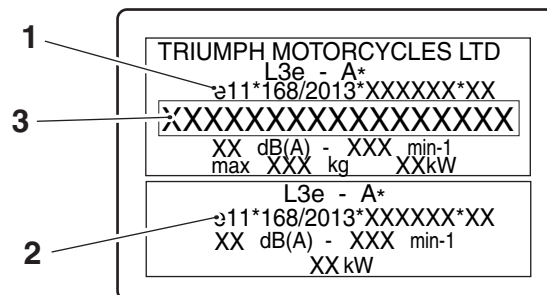 1
TRIUMPH MOTORCYCLES LTD
L3e - A*
e11*168/2013*XXXXXX*XX
3
XXXXXXXXXXXXXXXXX
XX dB(A) - XXX min-1
max XXX kg XXkW
L3e - A*
2
e11*168/2013*XXXXXX*XX
XX dB(A) - XXX min-1
XX kW